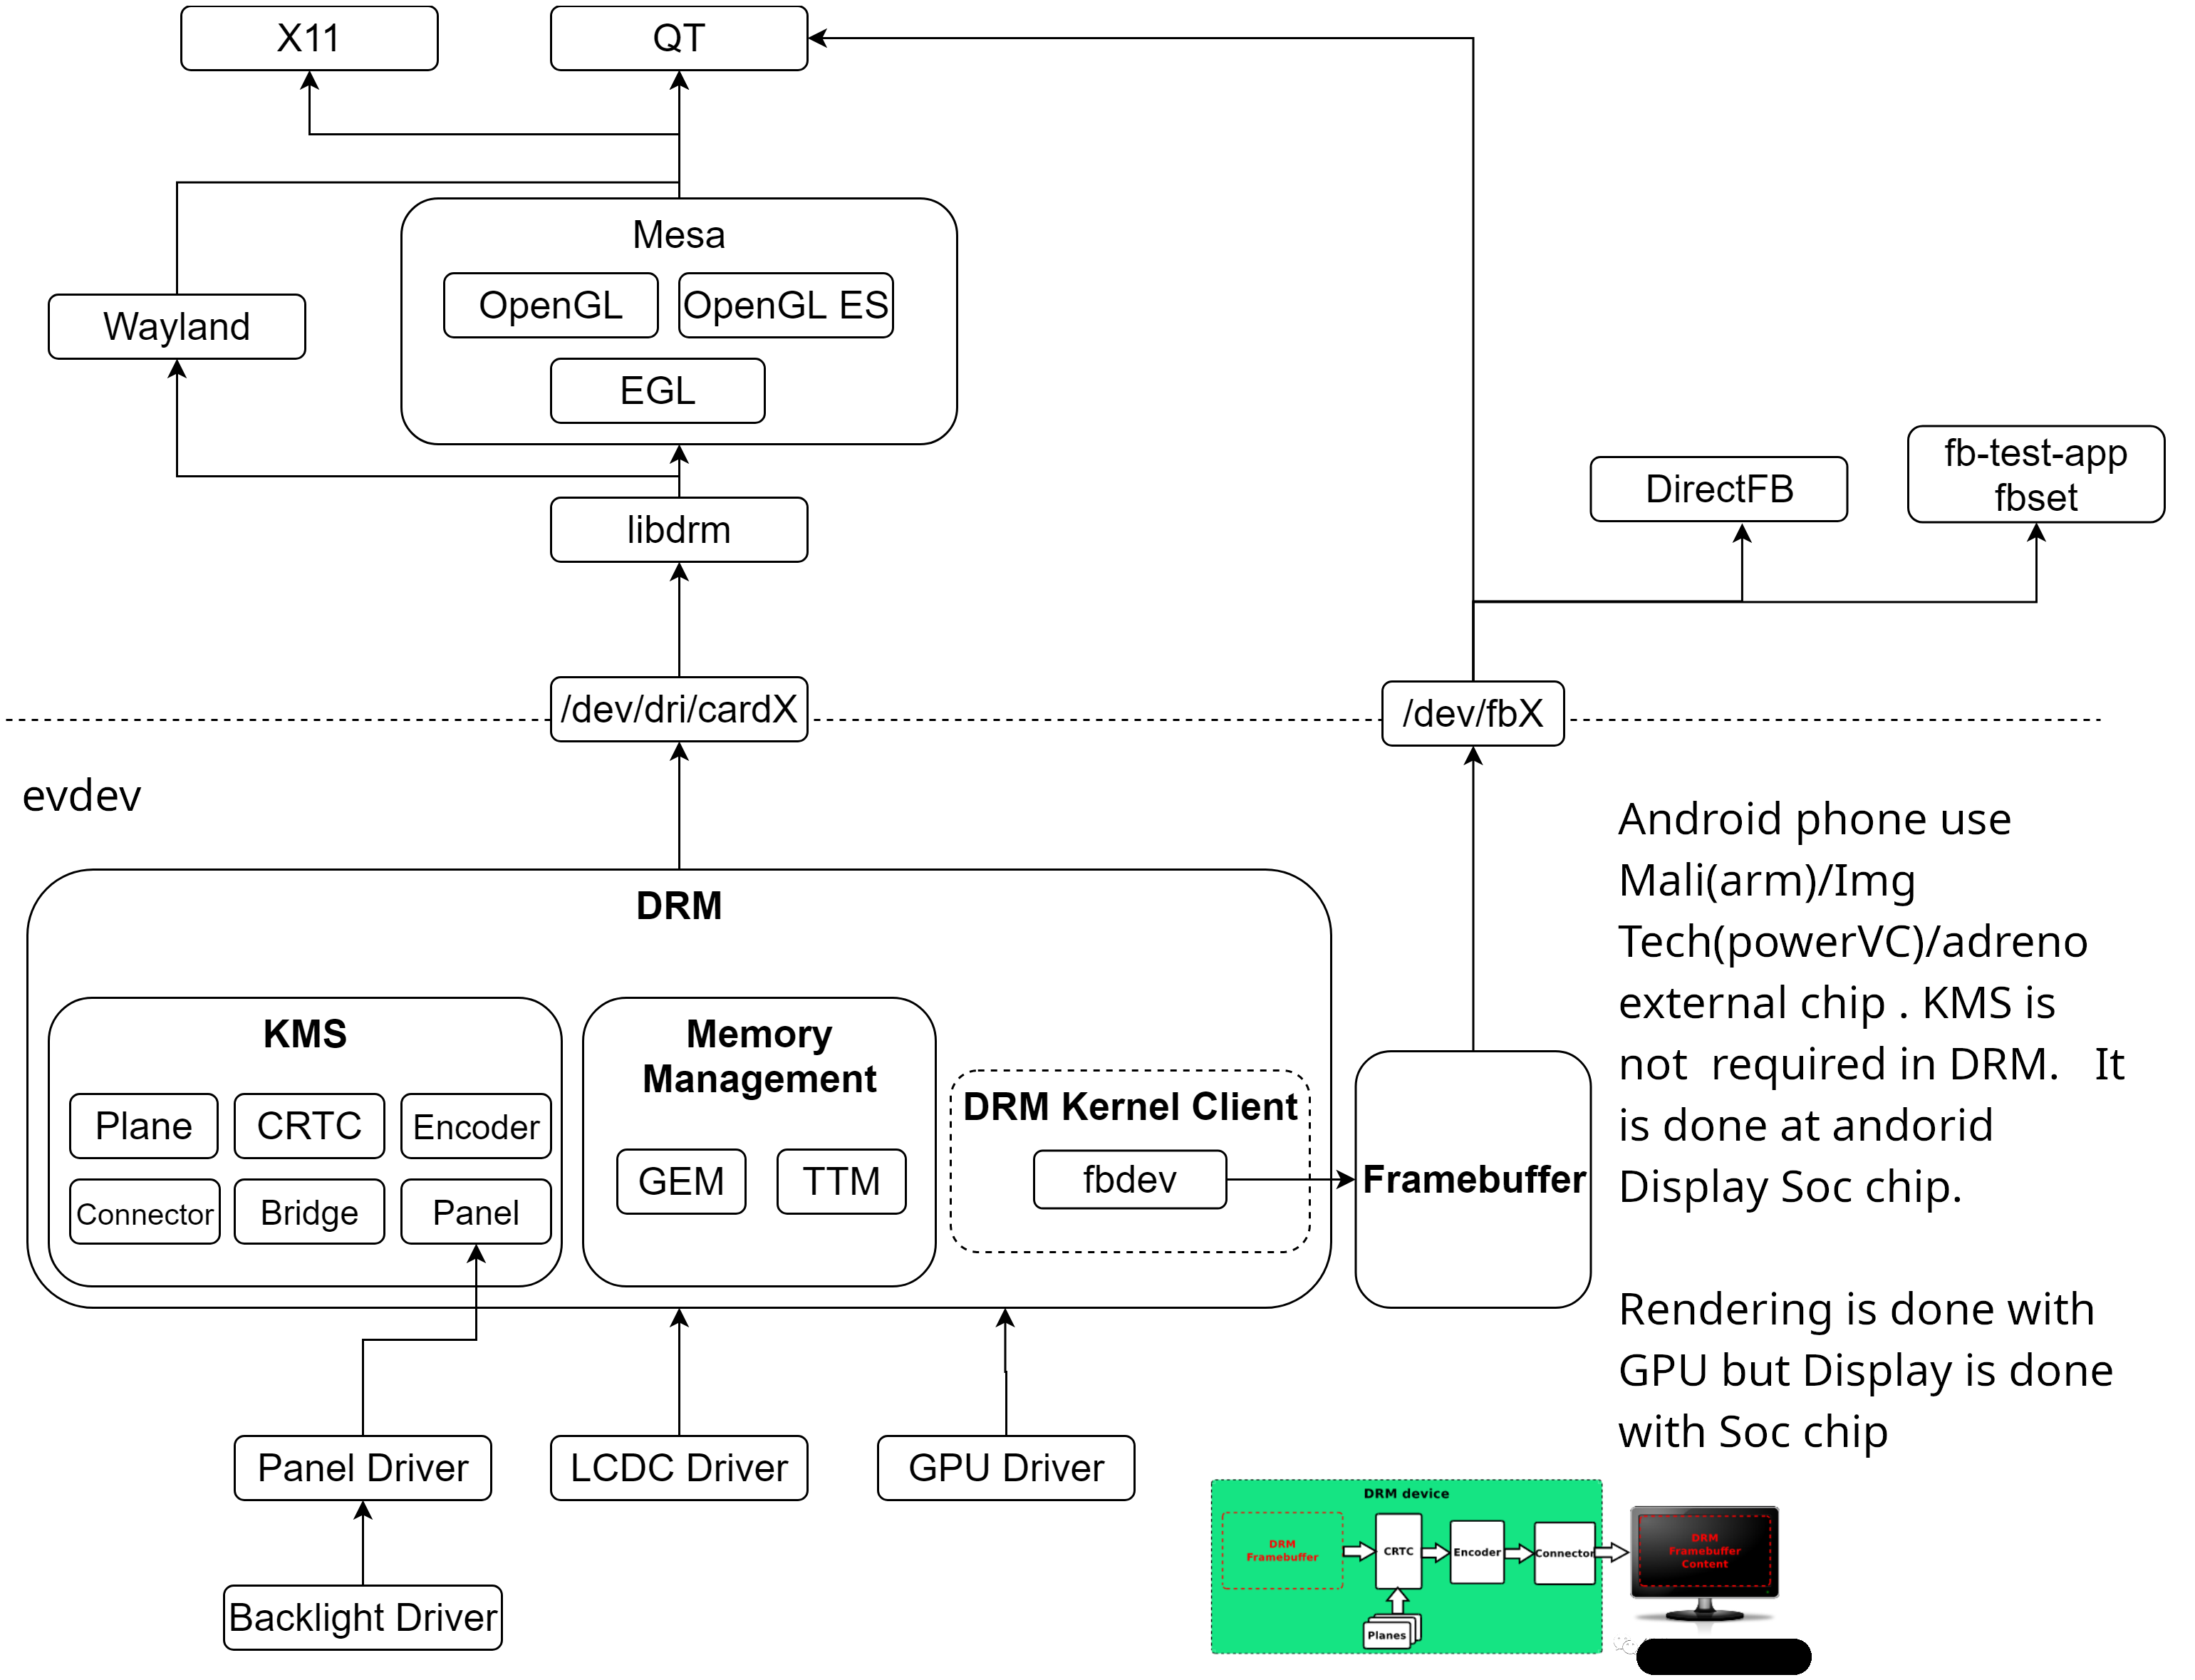 X11
QT
Mesa
OpenGL
OpenGL ES
Wayland
EGL
DirectFB
fb-test-app
fbset
libdrm
/dev/dri/cardX
/dev/fbX
evdev
Android phone use
Mali(arm)/Img
Tech(powerVC)/adreno
external chip . KMS is
not  required in DRM.   It
is done at andorid
Display Soc chip.
Rendering is done with
GPU but Display is done
with Soc chip
DRM
KMS
Plane
CRTC
Encoder
Connector
Bridge
Panel
Memory
Management
GEM
TTM
DRM Kernel Client
fbdev
Framebuffer
Panel Driver
LCDC Driver
GPU Driver
Backlight Driver
DRM device
DRM
Framebuffer
CRTC
Encoder
Connector
Planes
DRM
Framebuffer
Content